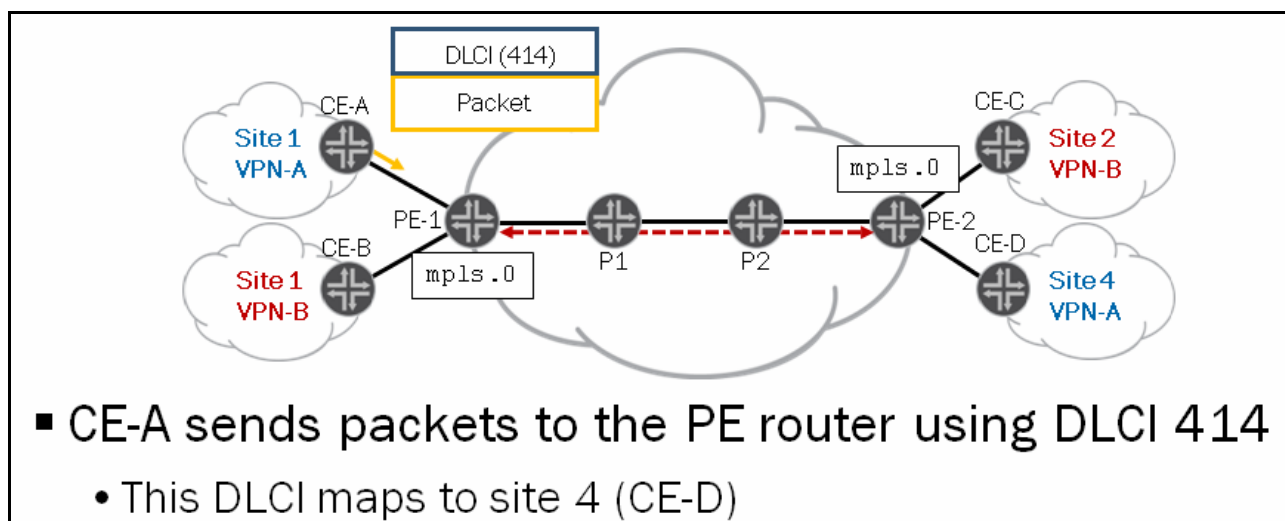 DLCI (414)
Packet
CE-A
Site 1
VPN-A
CE-C
Site 2
VPN-B
mpls.0
PE-1
P1
P2
PE-2
CE-B
Site 1
VPN-B
mpls.0
CE-D
Site 4
VPN-A
▪ CE-A sends packets to the PE router using DLCI 414
• This DLCI maps to site 4 (CE-D)